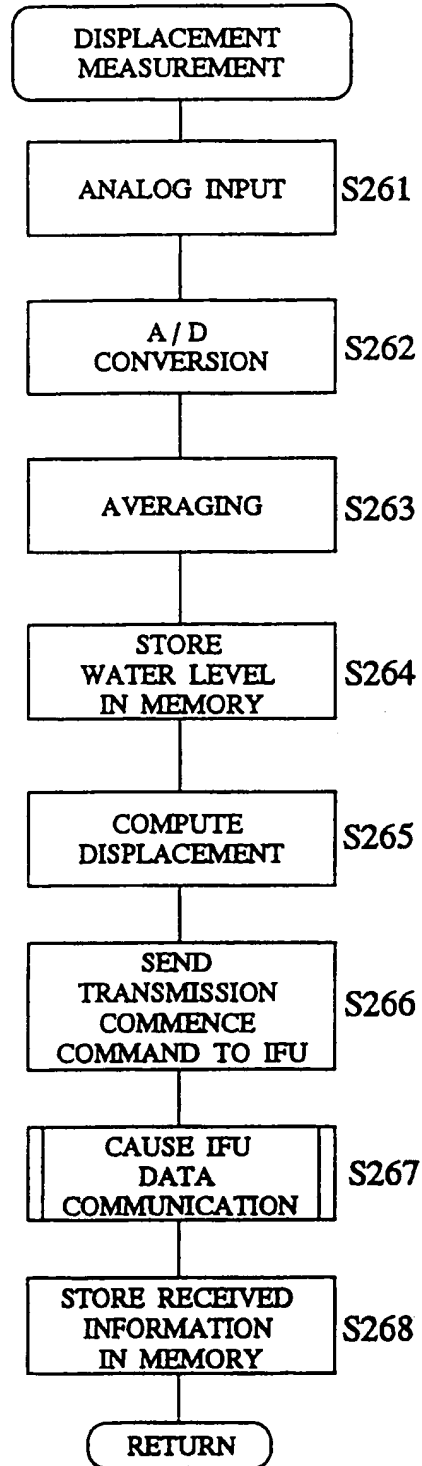 DISPLACEMENT
MEASUREMENT
ANALOG INPUT S261
A / D
CONVERSION S262
AVERAGING S263
STORE
WATER LEVEL S264
IN MEMORY
COMPUTE
DISPLACEMENT S265
SEND
TRANSMISSION
COMMENCE S266
COMMAND TO IFU
CAUSE IFU
DATA S267
COMMUNICATION
STORE RECEIVED
INFORMATION S268
IN MEMORY
RETURN